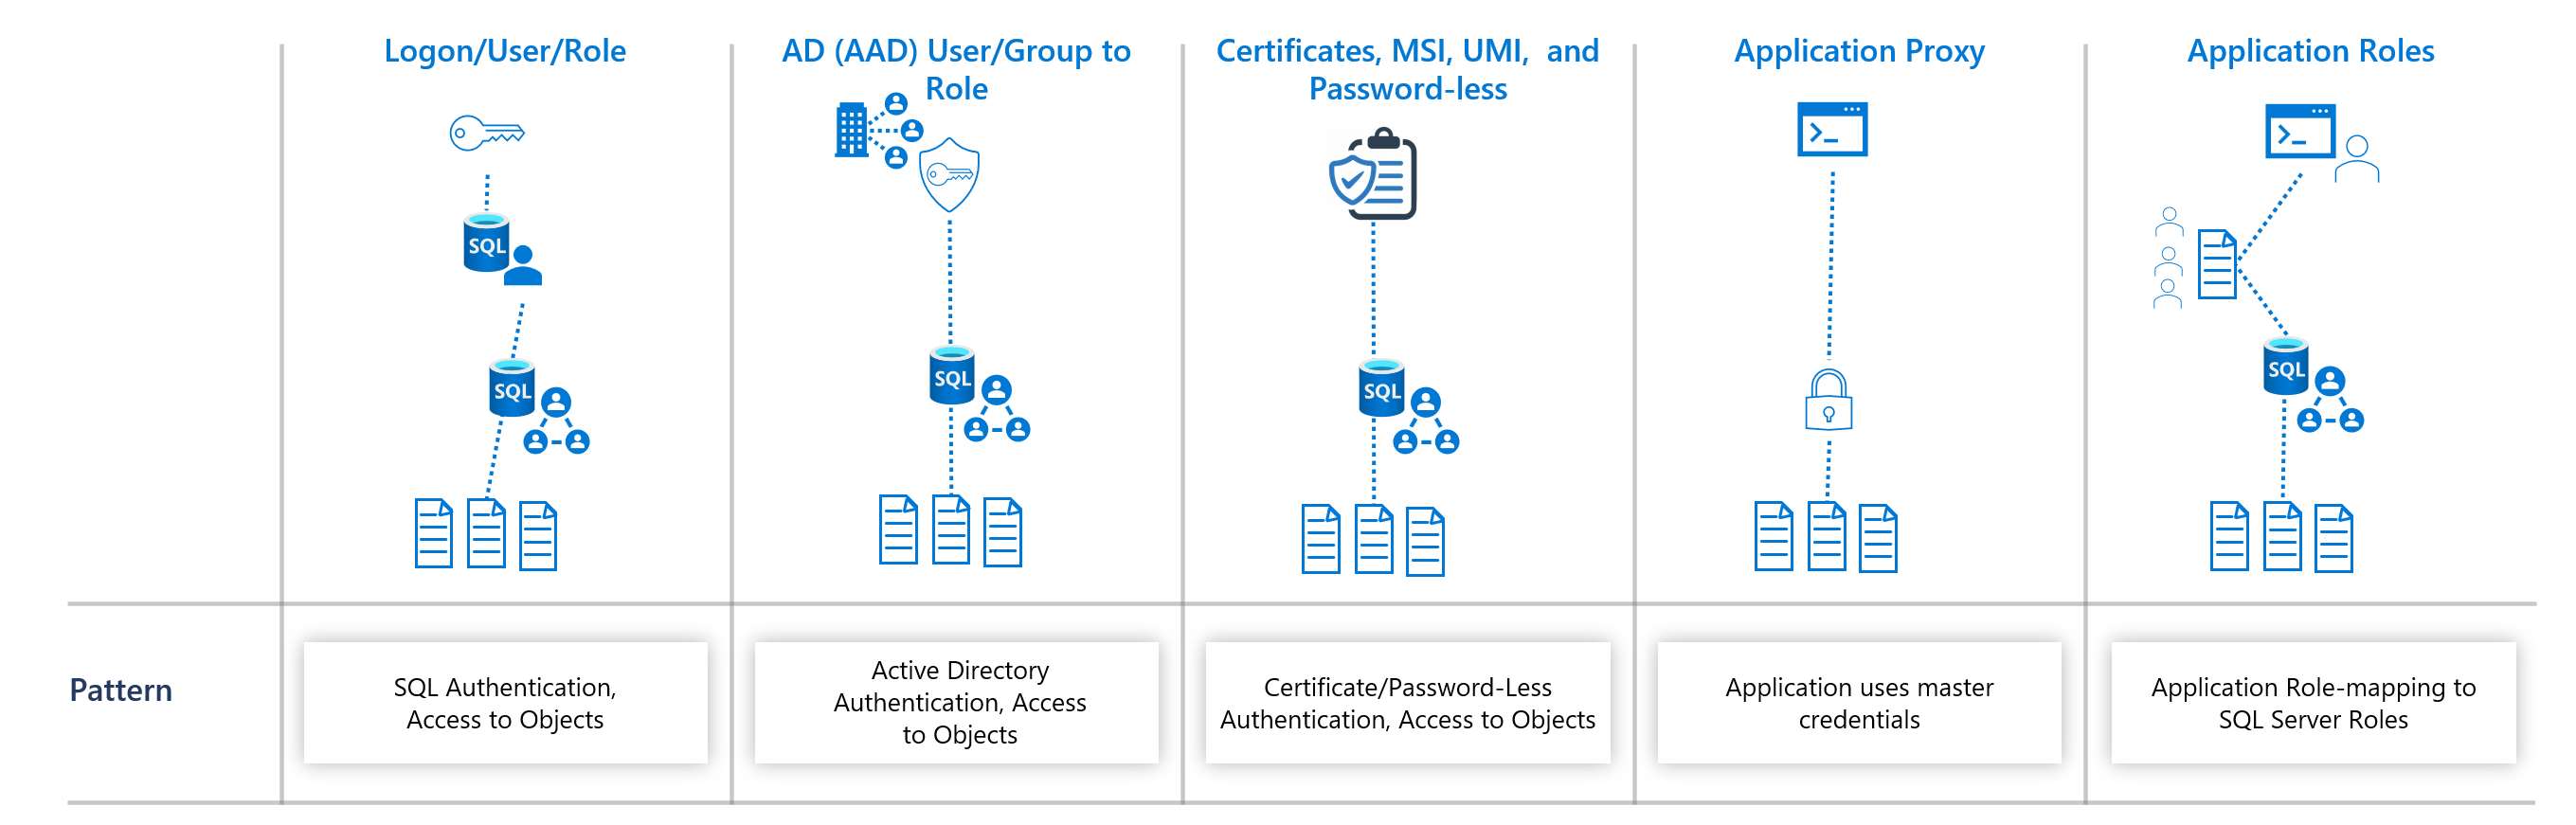 Logon/User/Role
AD (AAD) User/Group to
Role
Certificates, MSI, UMI, and
Password-less
Application Proxy
Application Roles
SQL
SQL
SQL
SQL
SQL
Pattern
SQL Authentication,
Access to Objects
Active Directory
Authentication, Access
to Objects
Certificate/Password-Less
Authentication, Access to Objects
Application uses master
credentials
Application Role-mapping to
SQL Server Roles